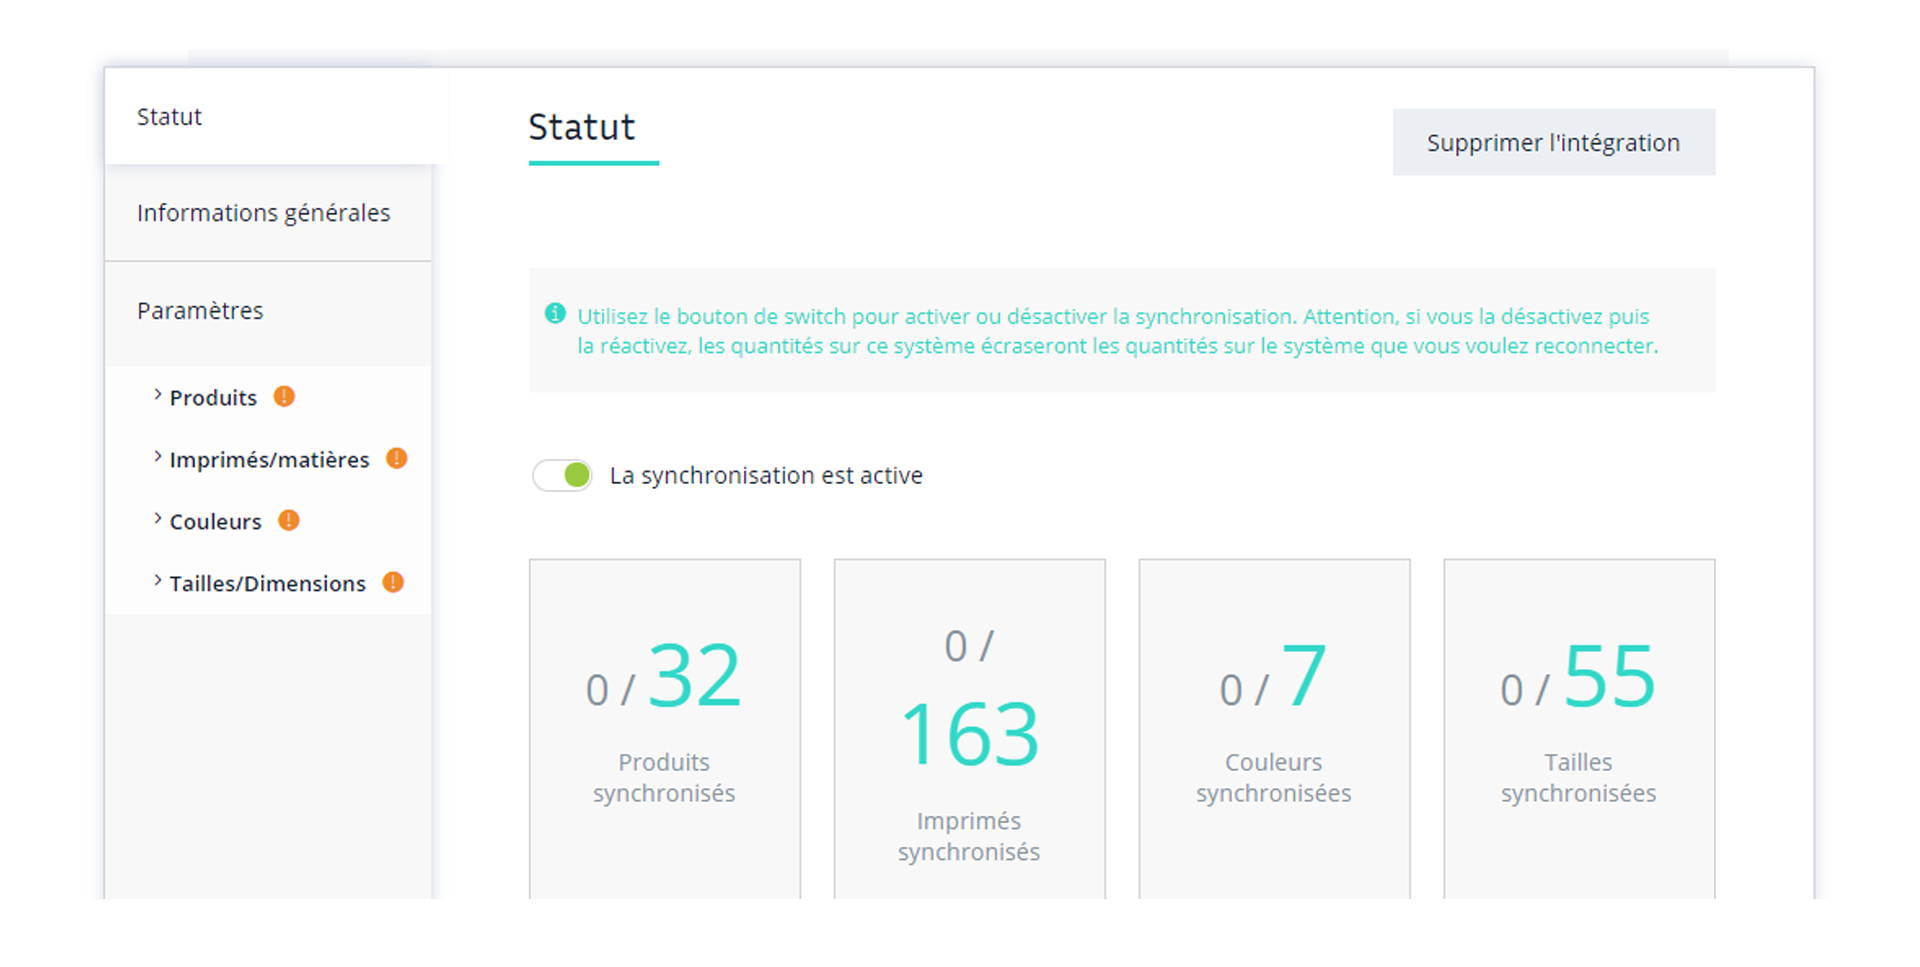 Statut
Informations générales
Paramètres
Produits
Imprimés/matières
Couleurs
Tailles/Dimensions
Statut
Supprimer l'intégration
Utilisez le bouton de switch pour activer ou désactiver la synchronisation. Attention, si vous la désactivez puis
la réactivez, les quantités sur ce système écraseront les quantités sur le système que vous voulez reconnecter.
La synchronisation est active
0 / 32
Produits
synchronisés
0 /
163
Imprimés
synchronisés
0 / 7
Couleurs
synchronisées
0 / 55
Tailles
synchronisées